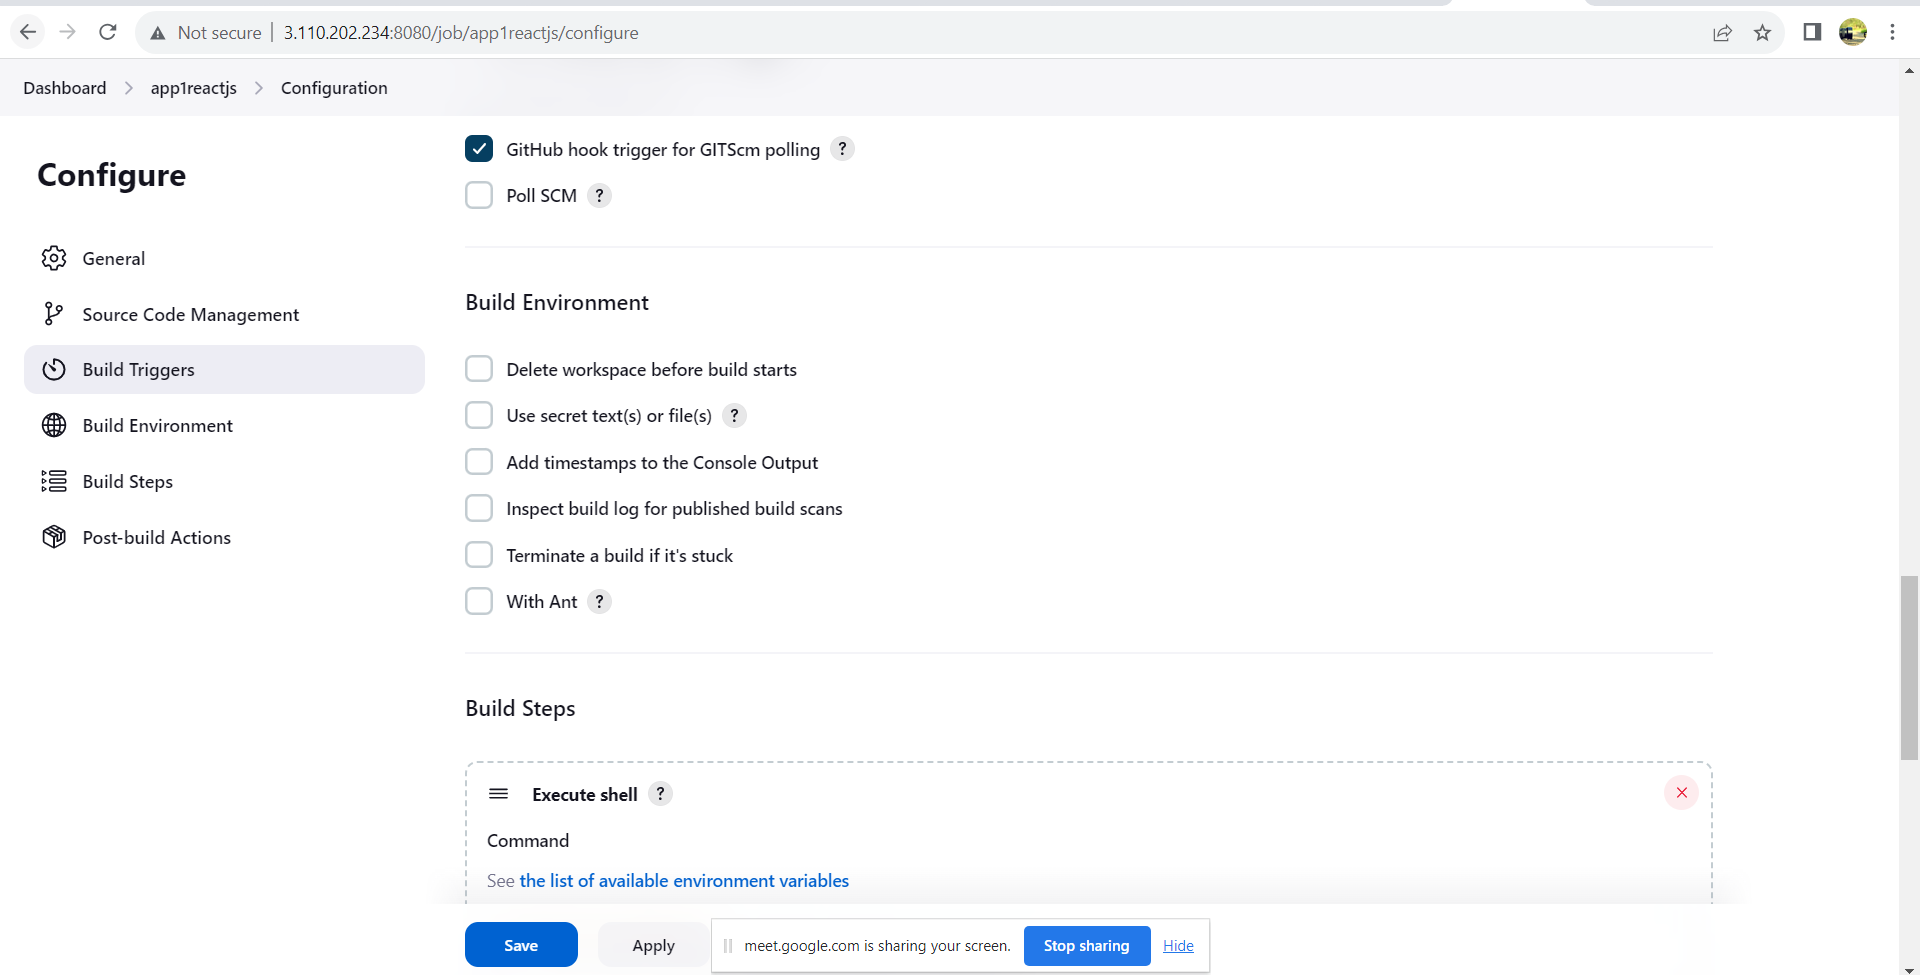 Not secure | 3.110.202.234:8080/job/app1reactjs/configure
Dashboard > app1reactjs > Configuration
Configure
General
Source Code Management
Build Triggers
Build Environment
Build Steps
Post-build Actions
GitHub hook trigger for GITScm polling ?
Poll SCM ?
Build Environment
Delete workspace before build starts
Use secret text(s) or file(s) ?
Add timestamps to the Console Output
Inspect build log for published build scans
Terminate a build if it's stuck
With Ant ?
Build Steps
Execute shell ?
Command
See the list of available environment variables
Save
Apply
meet.google.com is sharing your screen.
Stop sharing
Hide